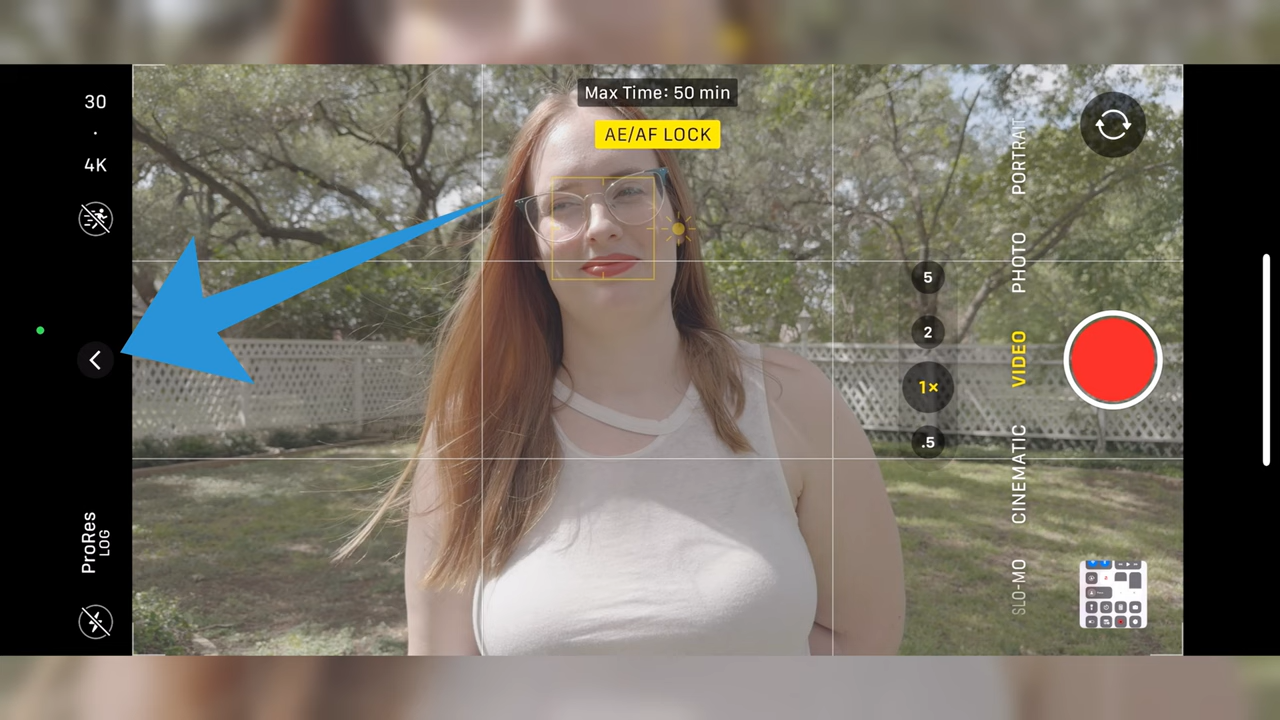 30
·
4K
ProRes
LOG
Max Time: 50 min
AE/AF LOCK
5
2
1×
.5
PORTRAIT
PHOTO
VIDEO
CINEMATIC
SLO-MO